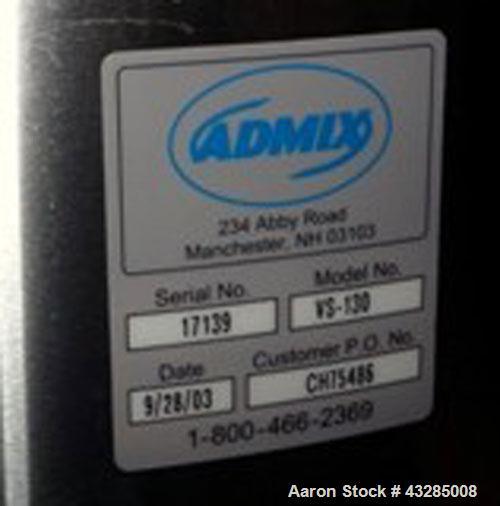 ADMIX
234 Abby Road
Manchester, NH 03103
Serial No. Model No.
17139 VS-130
Date Customer P.O. No.
9/28/03 CH75486
1-800-466-2369
Aaron Stock # 43285008